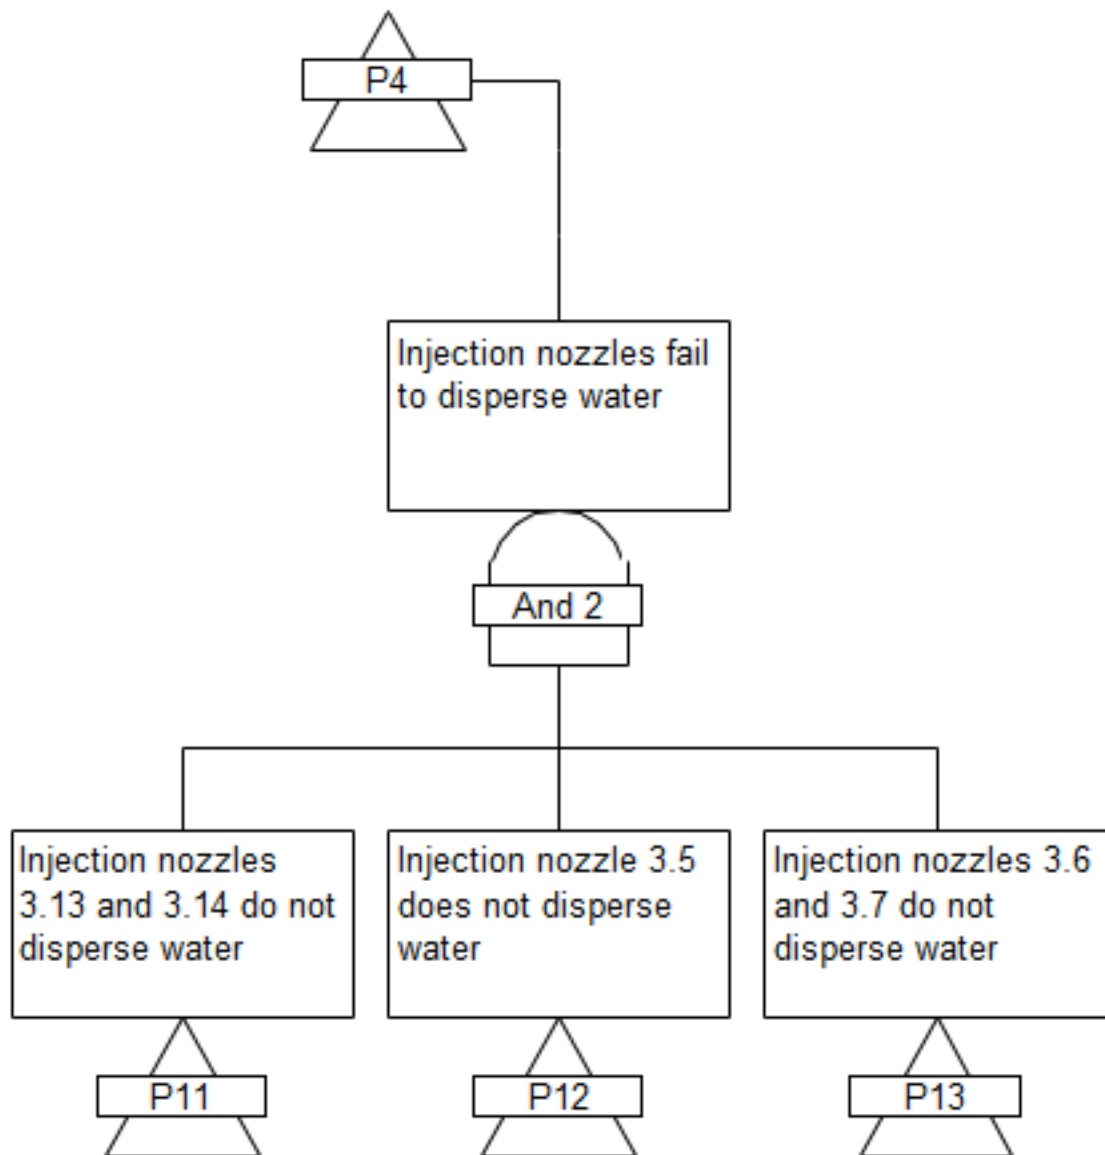 P4
Injection nozzles fail
to disperse water
And 2
Injection nozzles
3.13 and 3.14 do not
disperse water
Injection nozzle 3.5
does not disperse
water
Injection nozzles 3.6
and 3.7 do not
disperse water
P11
P12
P13